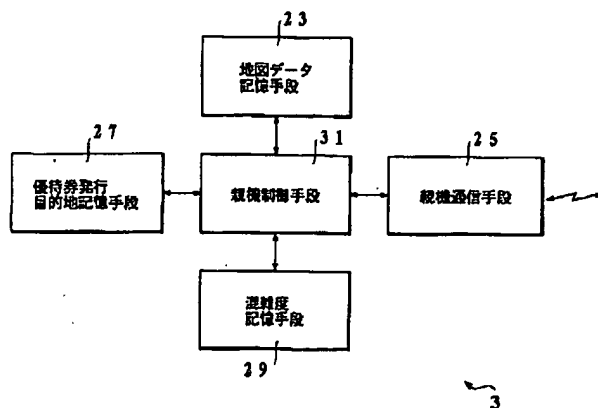 23
地図データ
記憶手段
27
優待券発行
目的地記憶手段
31
親機制御手段
25
親機通信手段
混雑度
記憶手段
29
3